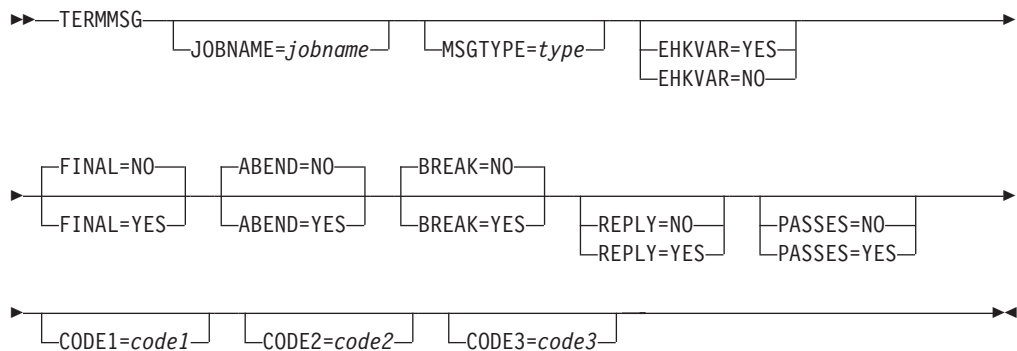 TERMMSG
JOBNAME=jobname
MSGTYPE=type
EHKVAR=YES
EHKVAR=NO
FINAL=NO
FINAL=YES
ABEND=NO
ABEND=YES
BREAK=NO
BREAK=YES
REPLY=NO
REPLY=YES
PASSES=NO
PASSES=YES
CODE1=code1
CODE2=code2
CODE3=code3